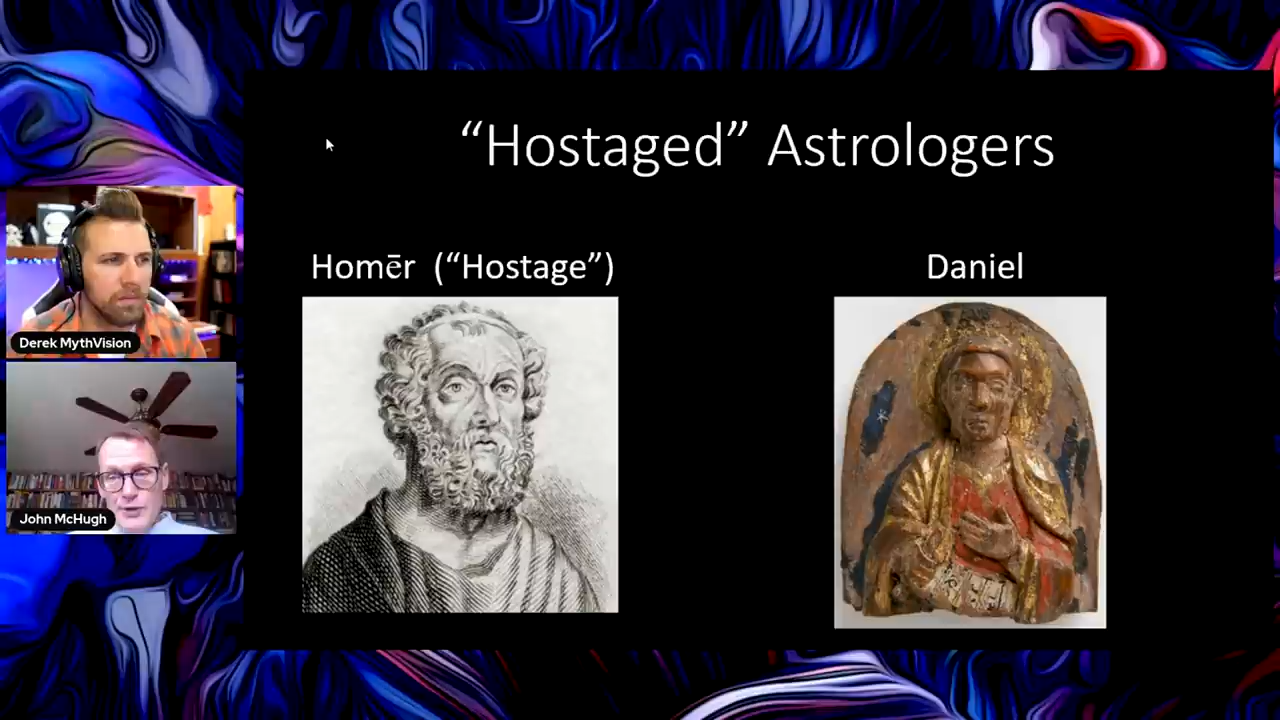 “Hostaged” Astrologers
Homēr (“Hostage”)
Daniel
Derek MythVision
John McHugh